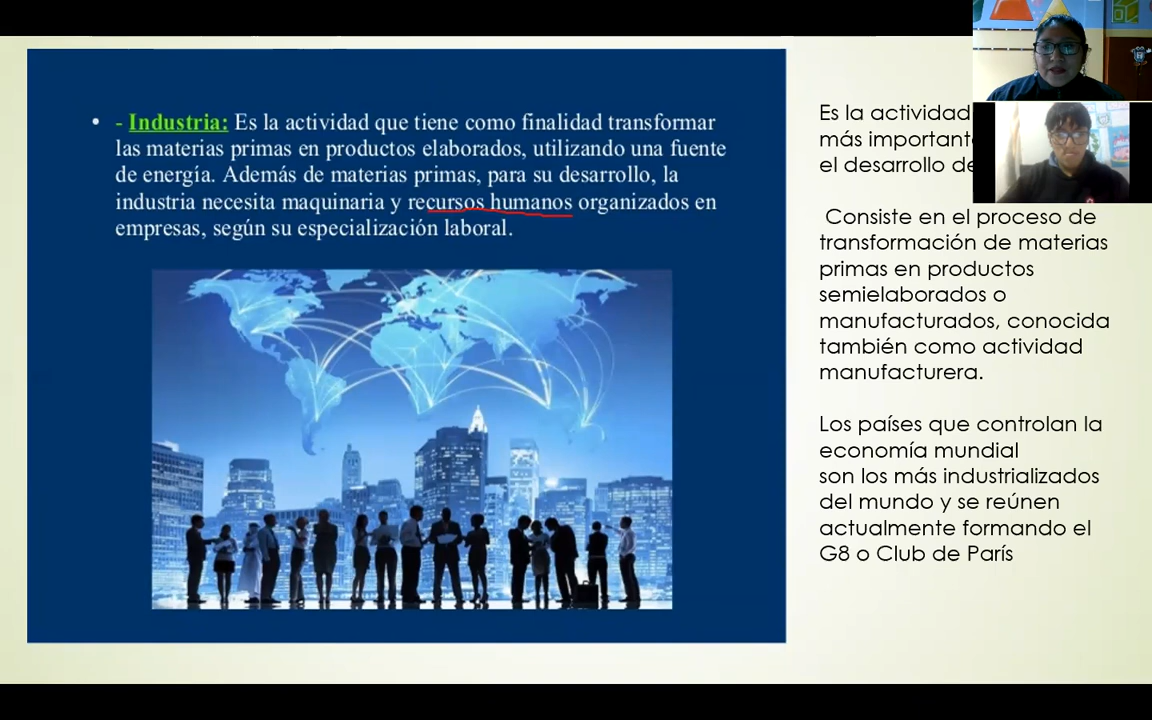 - Industria: Es la actividad que tiene como finalidad transformar
las materias primas en productos elaborados, utilizando una fuente
de energía. Además de materias primas, para su desarrollo, la
industria necesita maquinaria y recursos humanos organizados en
empresas, según su especialización laboral.
Es la actividad
más important
el desarrollo de
Consiste en el proceso de
transformación de materias
primas en productos
semielaborados o
manufacturados, conocida
también como actividad
manufacturera.
Los países que controlan la
economía mundial
son los más industrializados
del mundo y se reúnen
actualmente formando el
G8 o Club de París